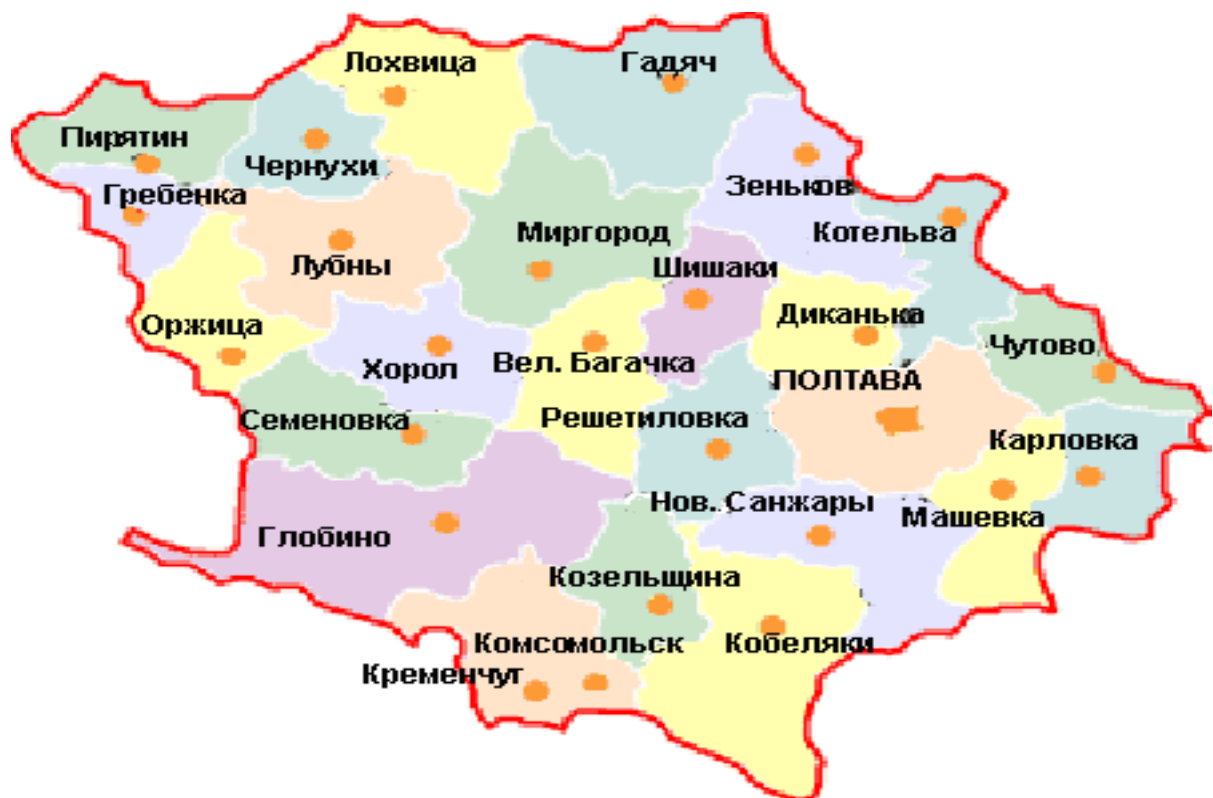 Лохвица
Гадяч
Пирятин
Чернухи
Гребенка
Зеньков
Миргород
Котельва
Лубны
Шишаки
Оржица
Диканька
Хорол
Вел. Багачка
Чутово
ПОЛТАВА
Семеновка
Решетиловка
Карловка
Нов. Санжары
Машевка
Глобино
Козельщина
Комсомольск
Кобеляки
Кременчуг